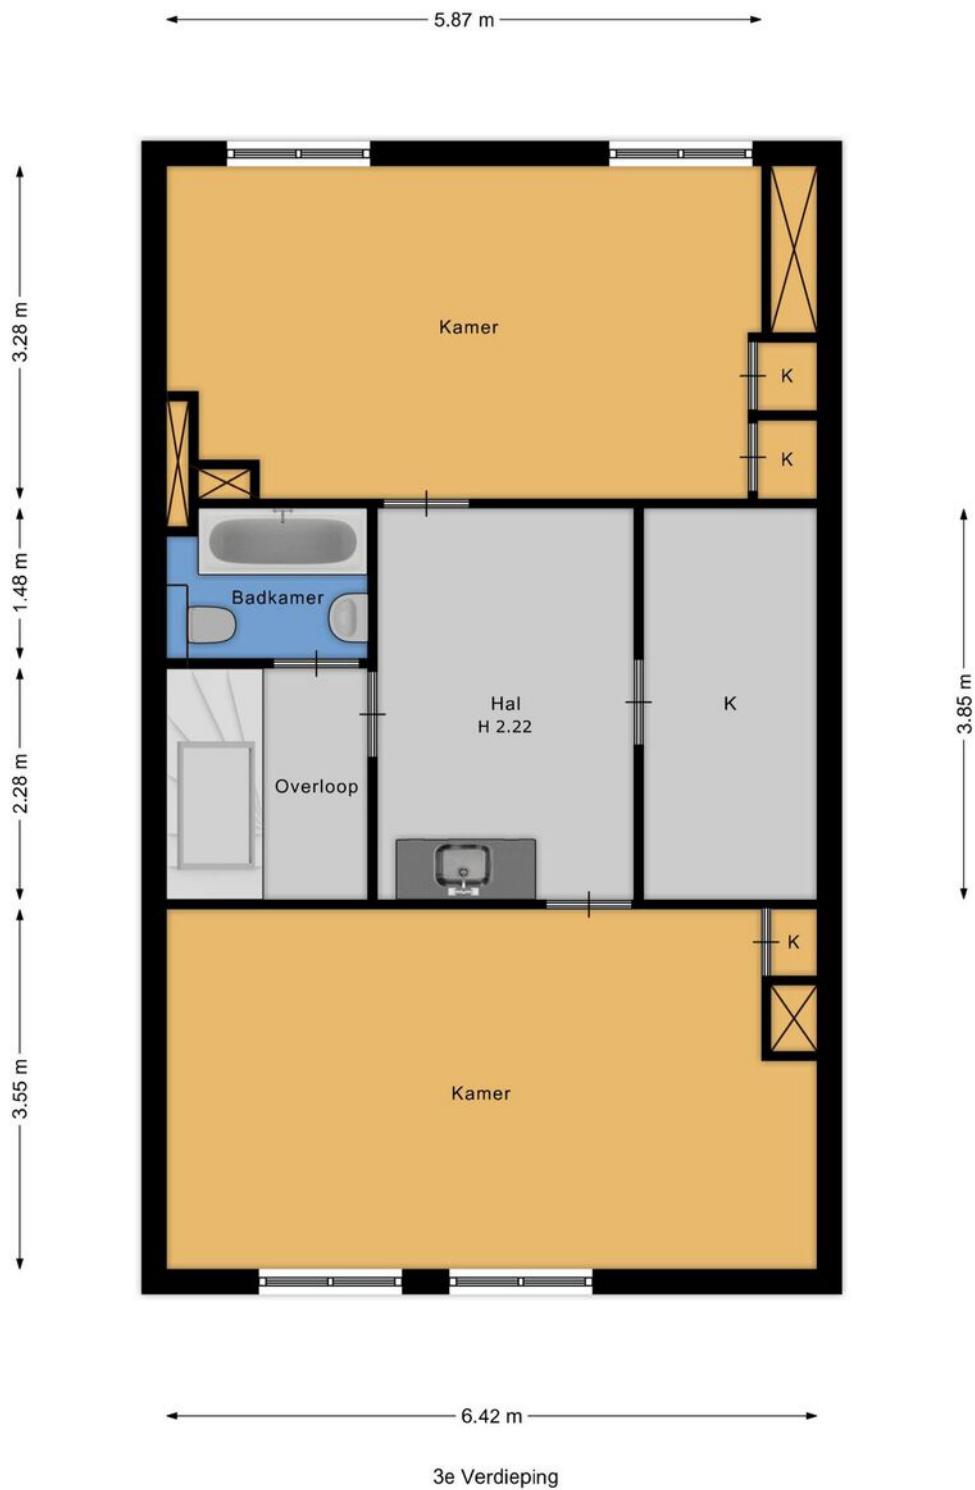 5.87 m
3.28 m
Kamer
K
K
1.48 m
Badkamer
3.85 m
Hal
H 2.22
K
2.28 m
Overloop
K
3.55 m
Kamer
6.42 m
3e Verdieping